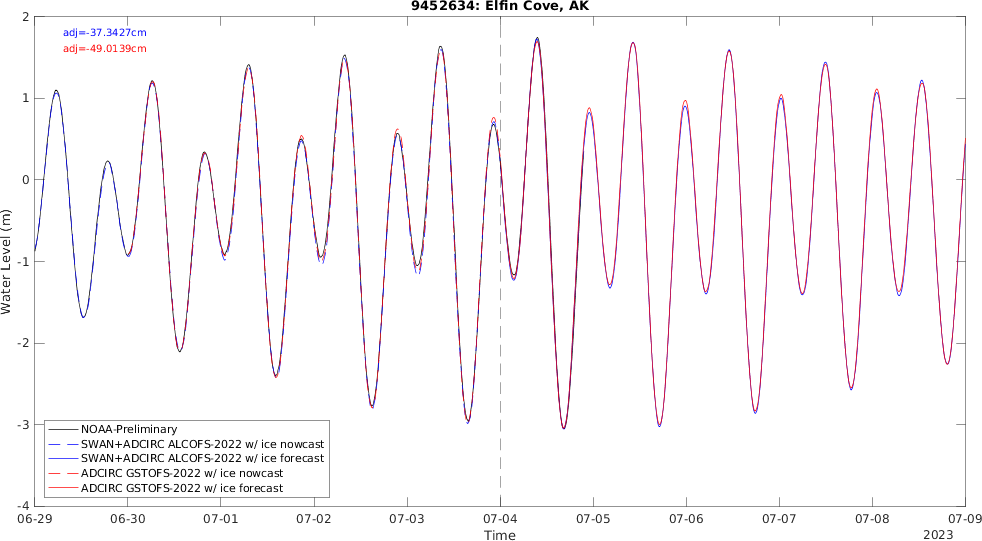 9452634: Elfin Cove, AK
adj=-37.3427cm
adj=-49.0139cm
2
1
0
-1
-2
-3
-4
Water Level (m)
NOAA-Preliminary
SWAN+ADCIRC ALCOFS-2022 w/ ice nowcast
SWAN+ADCIRC ALCOFS-2022 w/ ice forecast
ADCIRC GSTOFS-2022 w/ ice nowcast
ADCIRC GSTOFS-2022 w/ ice forecast
06-29 06-30 07-01 07-02 07-03 07-04 07-05 07-06 07-07 07-08 07-09
Time
2023